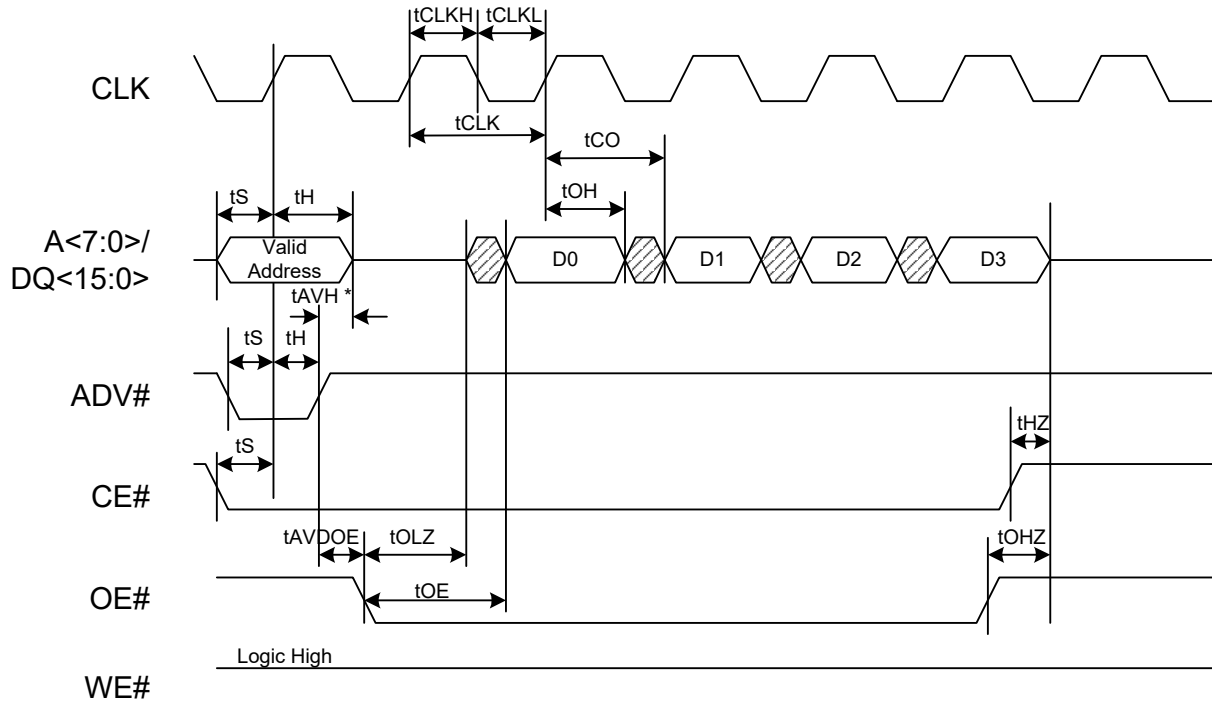 tCLKH tCLKL
CLK
tCLK
tCO
tS tH tOH
A<7:0>/
DQ<15:0>
Valid
Address
D0 D1 D2 D3
tAVH *
tS tH
ADV#
tHZ
tS
CE#
tAVDOE tOLZ tOHZ
OE#
tOE
Logic High
WE#